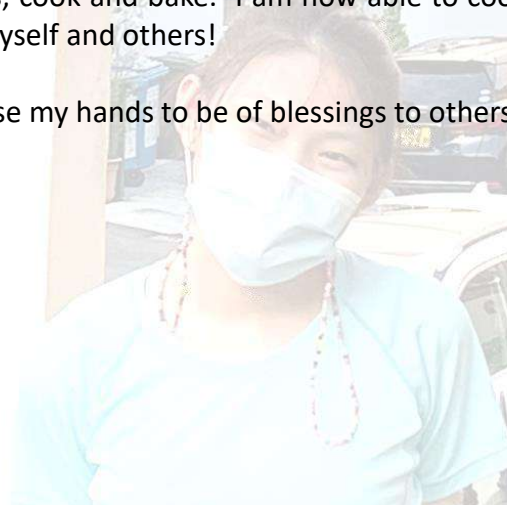 , cook and bake! I am now able to coo
yself and others!
se my hands to be of blessings to others